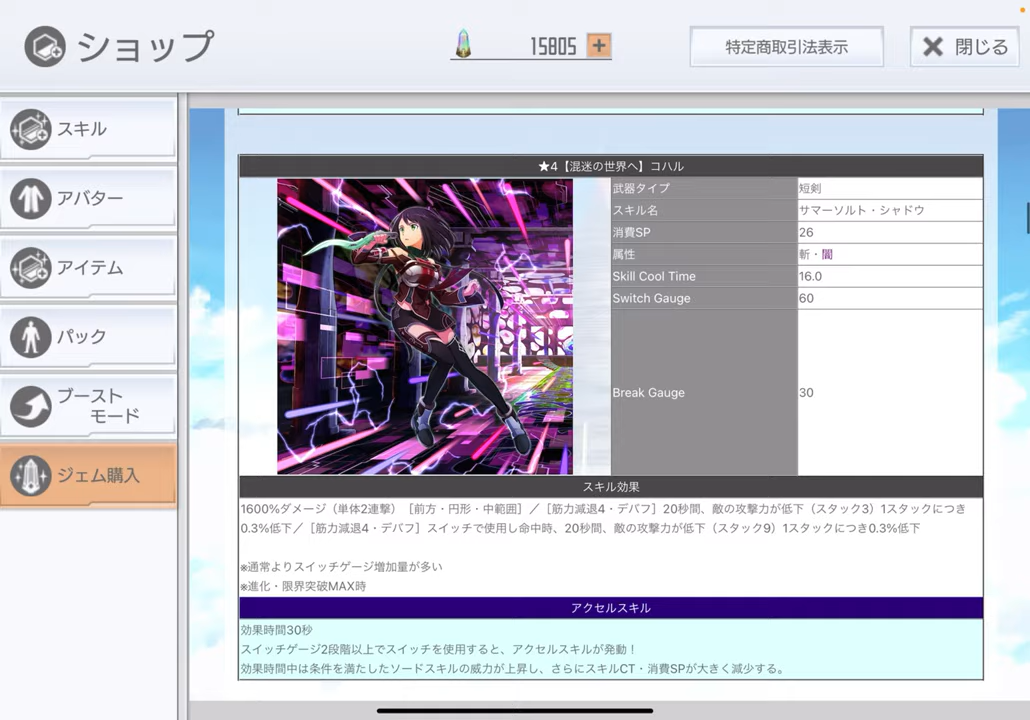 ショップ
15805
特定商取引法表示
閉じる
スキル
アバター
アイテム
パック
ブースト
モード
ジェム購入
★4【混迷の世界へ】コハル
武器タイプ 短剣
スキル名 サマーソルト・シャドウ
消費SP 26
属性 斬・闇
Skill Cool Time 16.0
Switch Gauge 60
Break Gauge 30
スキル効果
1600%ダメージ（単体2連撃）［前方・円形・中範囲］／［筋力減退4・デバフ］20秒間、敵の攻撃力が低下（スタック3）1スタックにつき
0.3%低下／［筋力減退4・デバフ］スイッチで使用し命中時、20秒間、敵の攻撃力が低下（スタック9）1スタックにつき0.3%低下
※通常よりスイッチゲージ増加量が多い
※進化・限界突破MAX時
アクセルスキル
効果時間30秒
スイッチゲージ2段階以上でスイッチを使用すると、アクセルスキルが発動！
効果時間中は条件を満たしたソードスキルの威力が上昇し、さらにスキルCT・消費SPが大きく減少する。